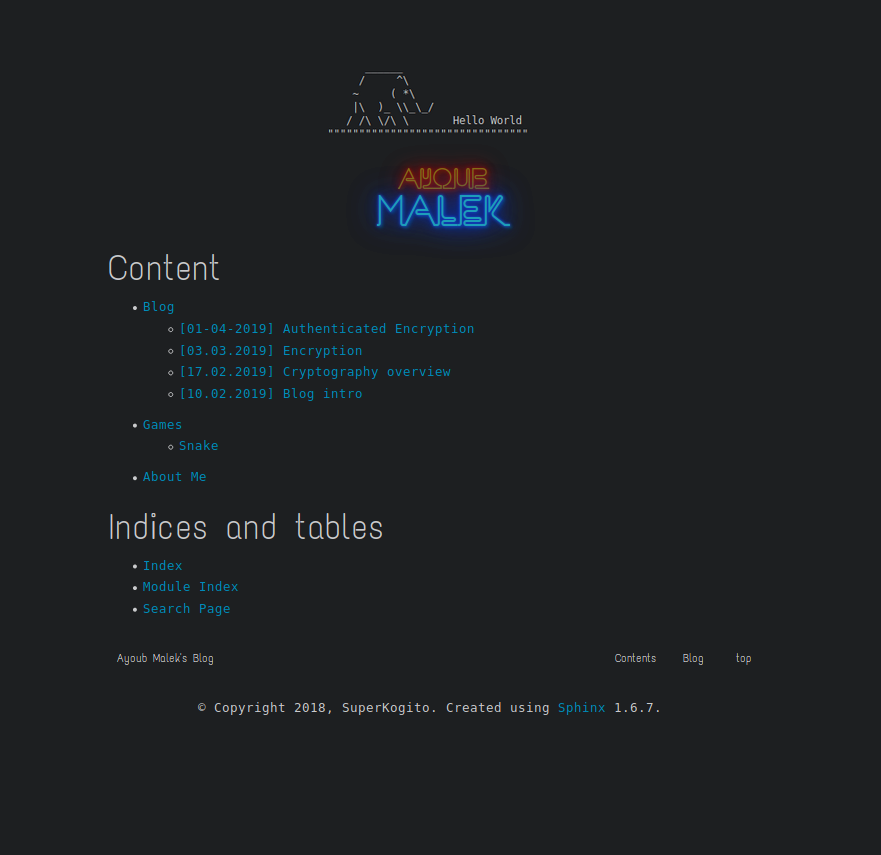 Hello World
AYOUB
MALEK
Content
Blog
[01-04-2019] Authenticated Encryption
[03.03.2019] Encryption
[17.02.2019] Cryptography overview
[10.02.2019] Blog intro
Games
Snake
About Me
Indices and tables
Index
Module Index
Search Page
Ayoub Malek's Blog Contents Blog top
© Copyright 2018, SuperKogito. Created using Sphinx 1.6.7.